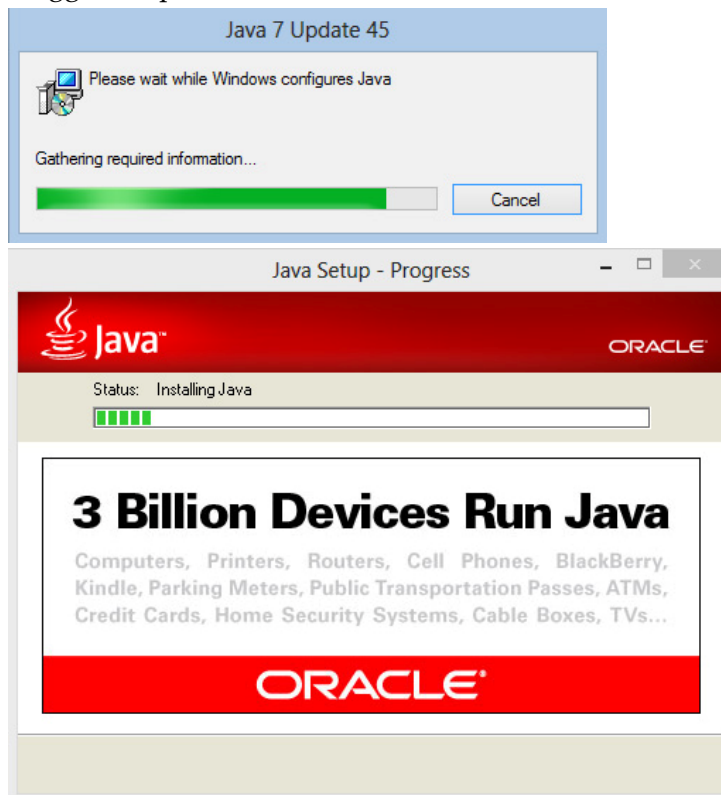 Java 7 Update 45
Please wait while Windows configures Java
Gathering required information...
Cancel
Java Setup - Progress
Java™
ORACLE®
Status: Installing Java
3 Billion Devices Run Java
Computers, Printers, Routers, Cell Phones, BlackBerry,
Kindle, Parking Meters, Public Transportation Passes, ATMs,
Credit Cards, Home Security Systems, Cable Boxes, TVs...
ORACLE®